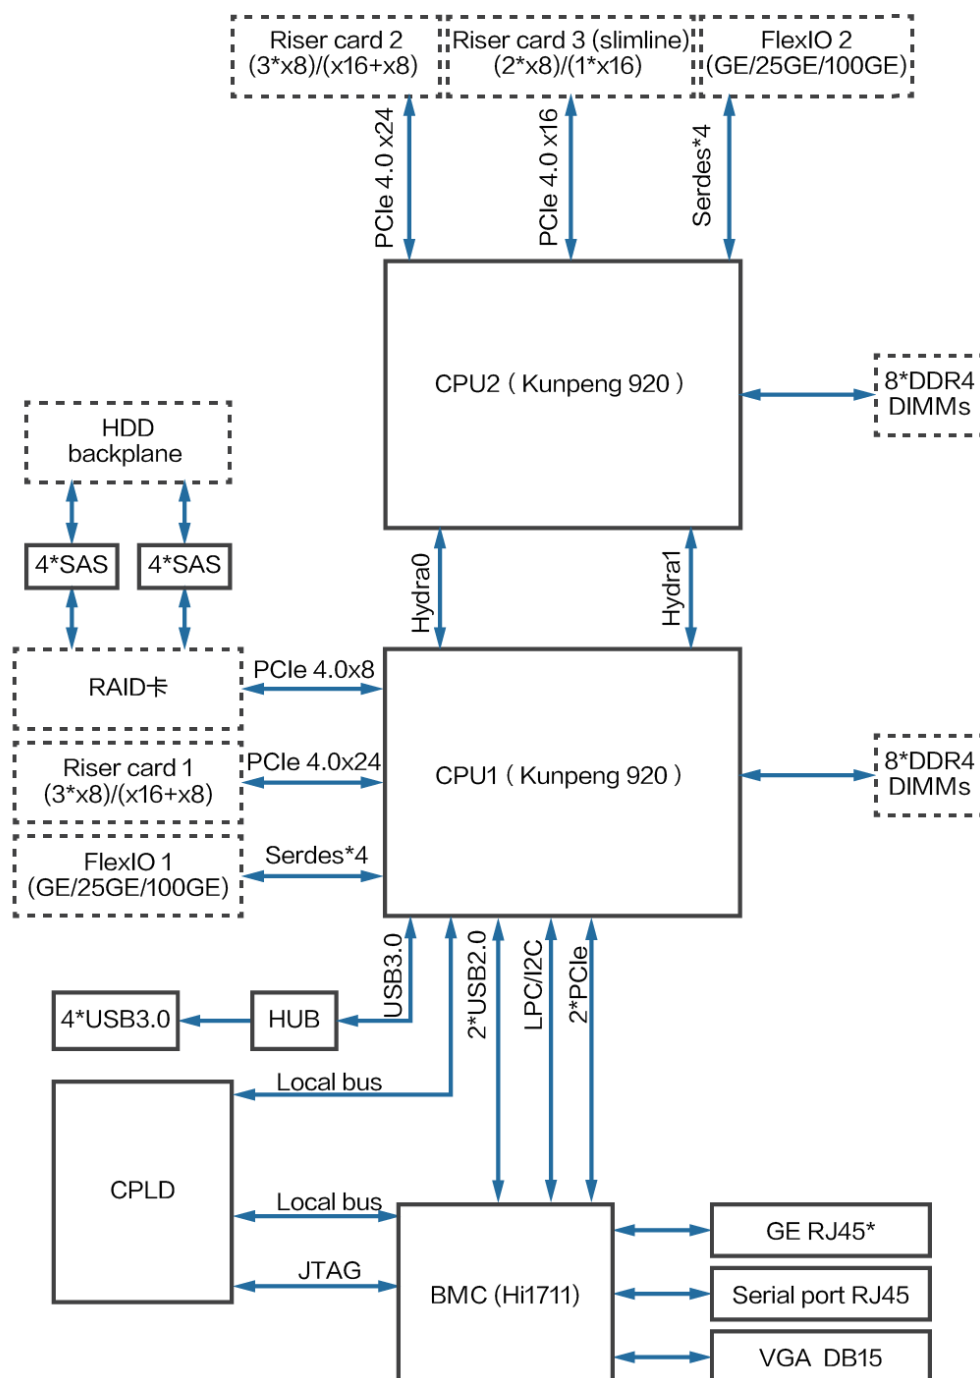 Riser card 2
(3*x8)/(x16+x8)
Riser card 3 (slimline)
(2*x8)/(1*x16)
FlexIO 2
(GE/25GE/100GE)
PCIe 4.0 x24
PCIe 4.0 x16
Serdes*4
CPU2 ( Kunpeng 920 )
8*DDR4
DIMMs
HDD
backplane
4*SAS
4*SAS
Hydra0
Hydra1
RAID卡
PCIe 4.0x8
Riser card 1
(3*x8)/(x16+x8)
PCIe 4.0x24
CPU1 ( Kunpeng 920 )
8*DDR4
DIMMs
FlexIO 1
(GE/25GE/100GE)
Serdes*4
USB3.0
2*USB2.0
LPC/I2C
2*PCIe
4*USB3.0
HUB
Local bus
CPLD
Local bus
JTAG
BMC (Hi1711)
GE RJ45*
Serial port RJ45
VGA DB15